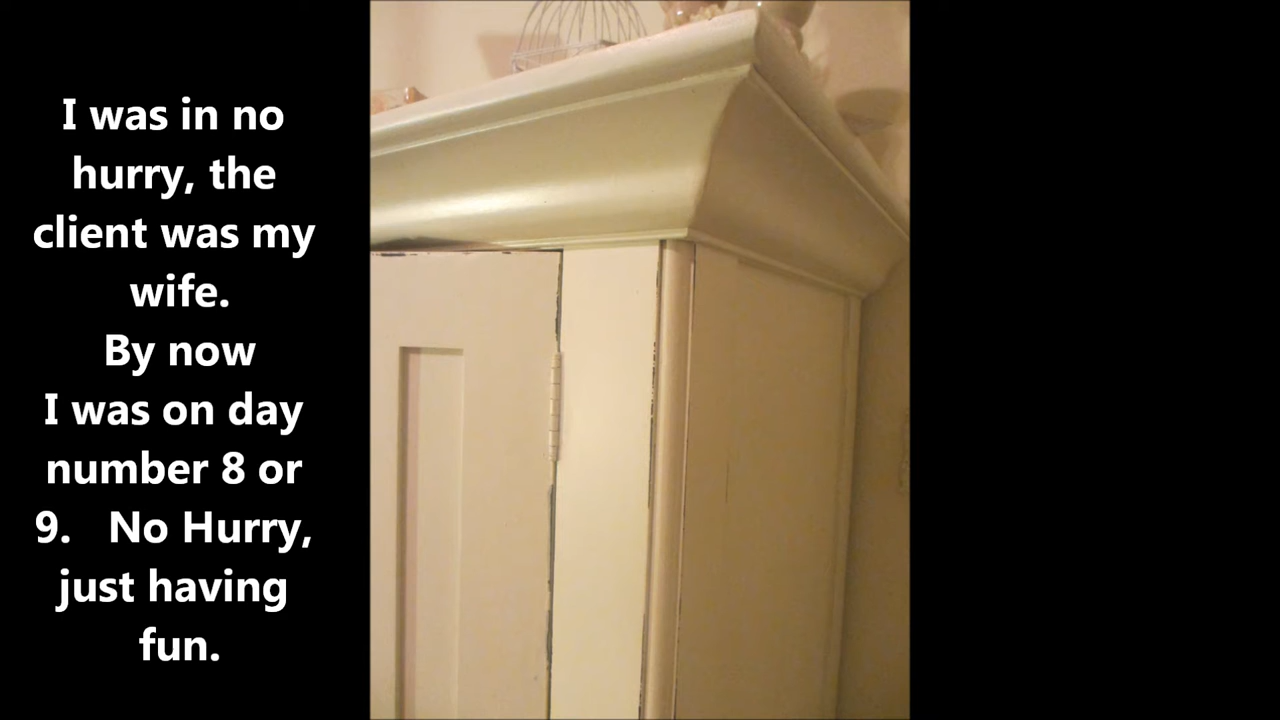 I was in no
hurry, the
client was my
wife.
By now
I was on day
number 8 or
9. No Hurry,
just having
fun.